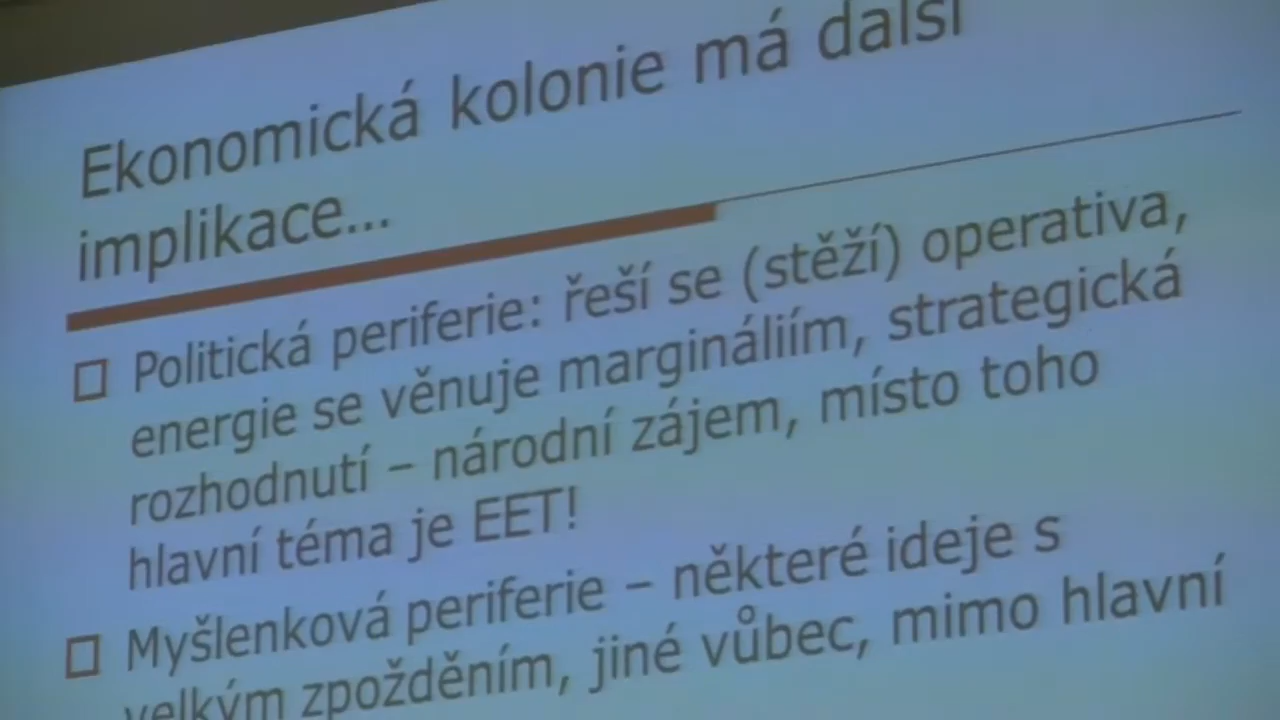 Ekonomická kolonie má další
implikace...
Politická periferie: řeší se (stěží) operativa,
energie se věnuje margináliím, strategická
rozhodnutí – národní zájem, místo toho
hlavní téma je EET!
Myšlenková periferie – některé ideje s
velkým zpožděním, jiné vůbec, mimo hlavní